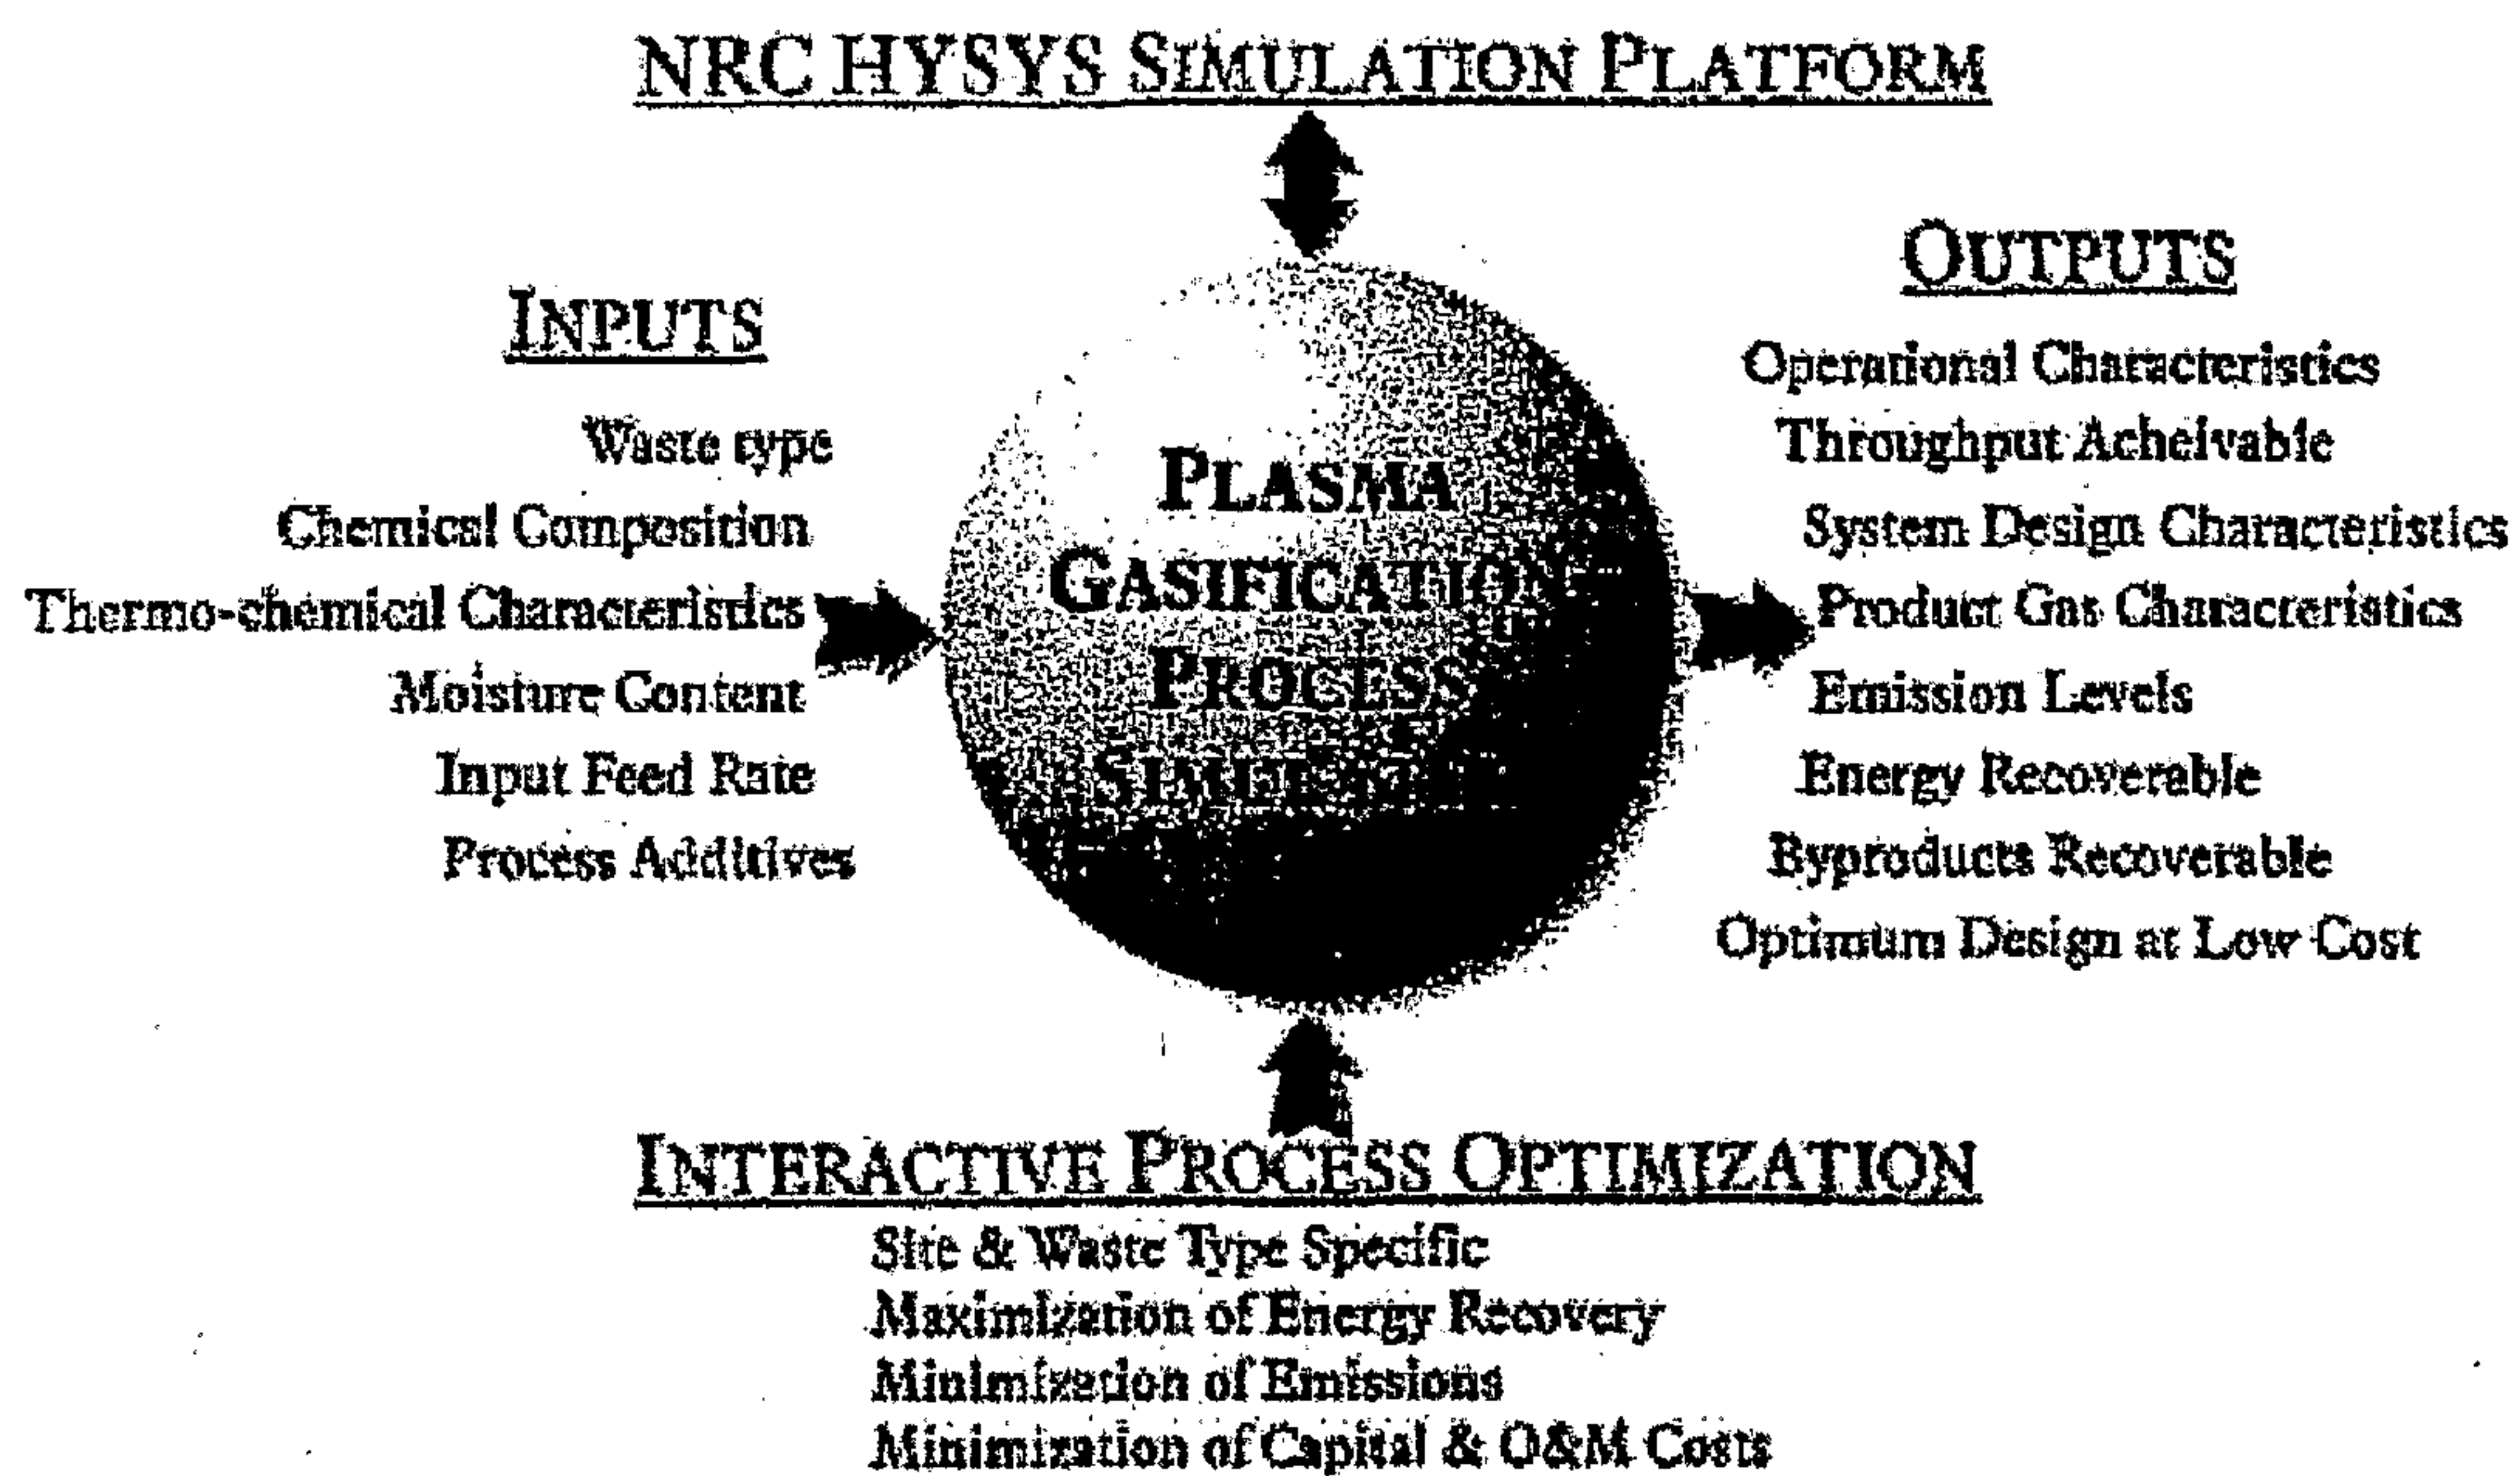 NRC HYSYS SIMULATION PLATFORM
INPUTS
Waste type
Chemical Composition
Thermo-chemical Characteristics
Moisture Content
Input Feed Rate
Process Additives
PLASMA
GASIFICATION
PROCESS
OUTPUTS
Operational Characteristics
Throughput Acheivable
System Design Characteristics
Product Gas Characteristics
Emission Levels
Energy Recoverable
Byproducts Recoverable
Optimum Design at Low Cost
INTERACTIVE PROCESS OPTIMIZATION
Site & Waste Type Specific
Maximization of Energy Recovery
Minimization of Emissions
Minimization of Capital & O&M Costs